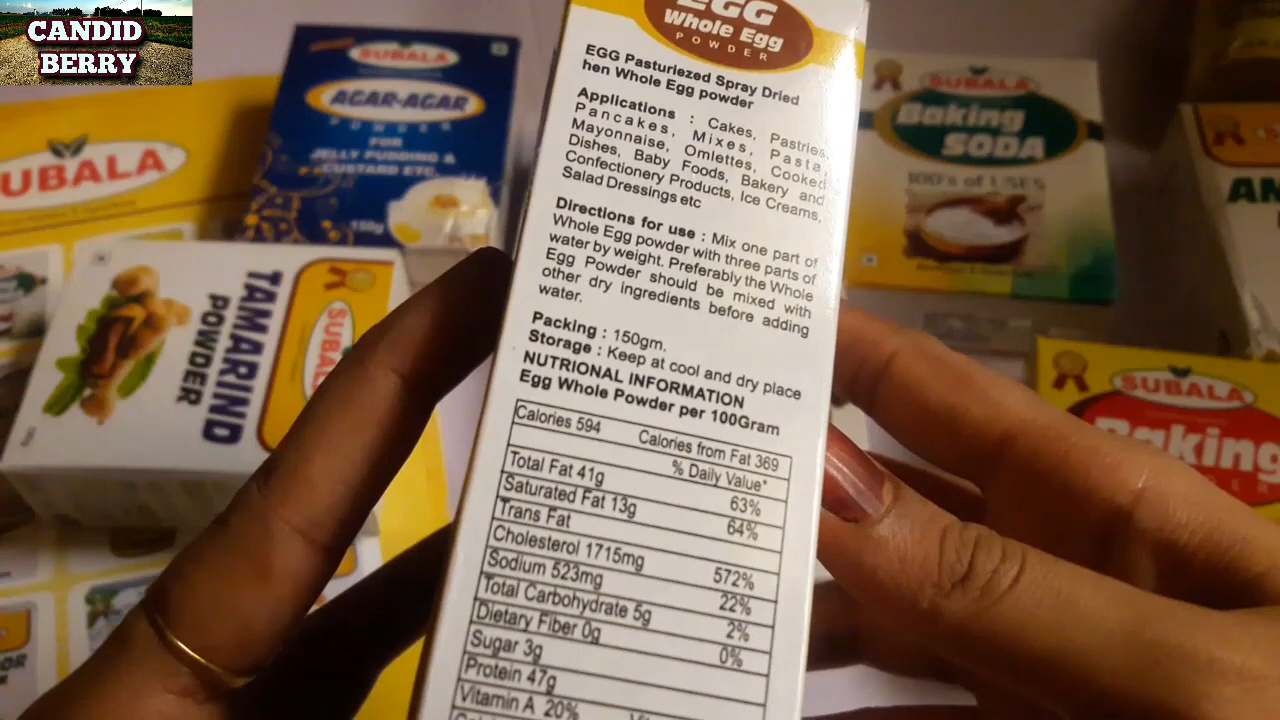 CANDID
BERRY
SUBALA
AGAR-AGAR
POWDER
FOR
JELLY PUDDING &
CUSTARD ETC.
150g
UBALA
TAMARIND
POWDER
SUBAL
EGG
Whole Egg
POWDER
EGG Pasturiezed Spray Dried
hen Whole Egg powder
Applications : Cakes, Pastries,
Pancakes, Mixes, Pasta,
Mayonnaise, Omlettes, Cooked
Dishes, Baby Foods, Bakery and
Confectionery Products, Ice Creams,
Salad Dressings etc
Directions for use : Mix one part of
Whole Egg powder with three parts of
water by weight. Preferably the Whole
Egg Powder should be mixed with
other dry ingredients before adding
water.
Packing : 150gm.
Storage : Keep at cool and dry place
NUTRIONAL INFORMATION
Egg Whole Powder per 100Gram
Calories 594 Calories from Fat 369
% Daily Value*
Total Fat 41g 63%
Saturated Fat 13g 64%
Trans Fat
Cholesterol 1715mg 572%
Sodium 523mg 22%
Total Carbohydrate 5g 2%
Dietary Fiber 0g 0%
Sugar 3g
Protein 47g
Vitamin A 20%
SUBALA
Baking
SODA
100's of USES
AM
SUBALA
Baking